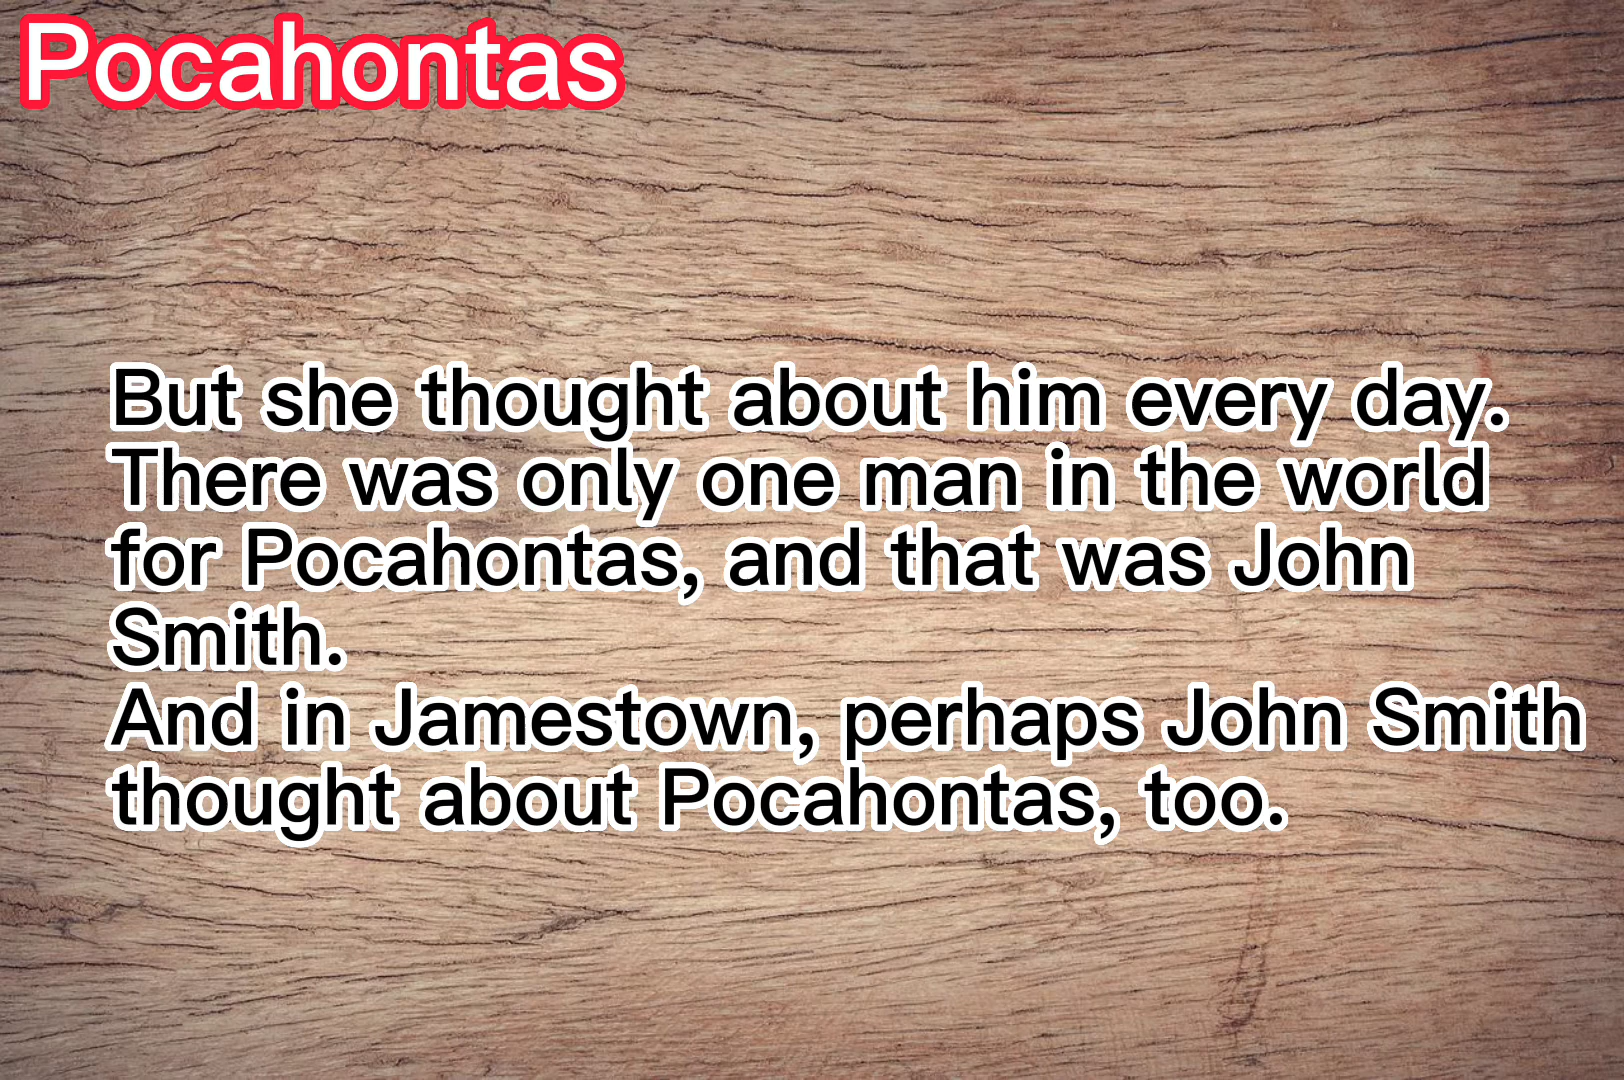 Pocahontas
But she thought about him every day.
There was only one man in the world
for Pocahontas, and that was John
Smith.
And in Jamestown, perhaps John Smith
thought about Pocahontas, too.